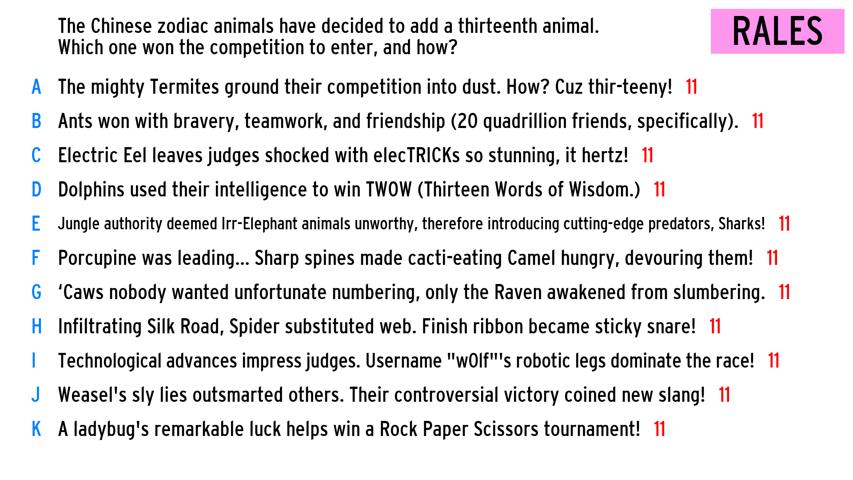 The Chinese zodiac animals have decided to add a thirteenth animal.
Which one won the competition to enter, and how?
RALES
A The mighty Termites ground their competition into dust. How? Cuz thir-teeny! 11
B Ants won with bravery, teamwork, and friendship (20 quadrillion friends, specifically). 11
C Electric Eel leaves judges shocked with elecTRICKs so stunning, it hertz! 11
D Dolphins used their intelligence to win TWOW (Thirteen Words of Wisdom.) 11
E Jungle authority deemed Irr-Elephant animals unworthy, therefore introducing cutting-edge predators, Sharks! 11
F Porcupine was leading... Sharp spines made cacti-eating Camel hungry, devouring them! 11
G ‘Caws nobody wanted unfortunate numbering, only the Raven awakened from slumbering. 11
H Infiltrating Silk Road, Spider substituted web. Finish ribbon became sticky snare! 11
I Technological advances impress judges. Username "w0lf"'s robotic legs dominate the race! 11
J Weasel's sly lies outsmarted others. Their controversial victory coined new slang! 11
K A ladybug's remarkable luck helps win a Rock Paper Scissors tournament! 11